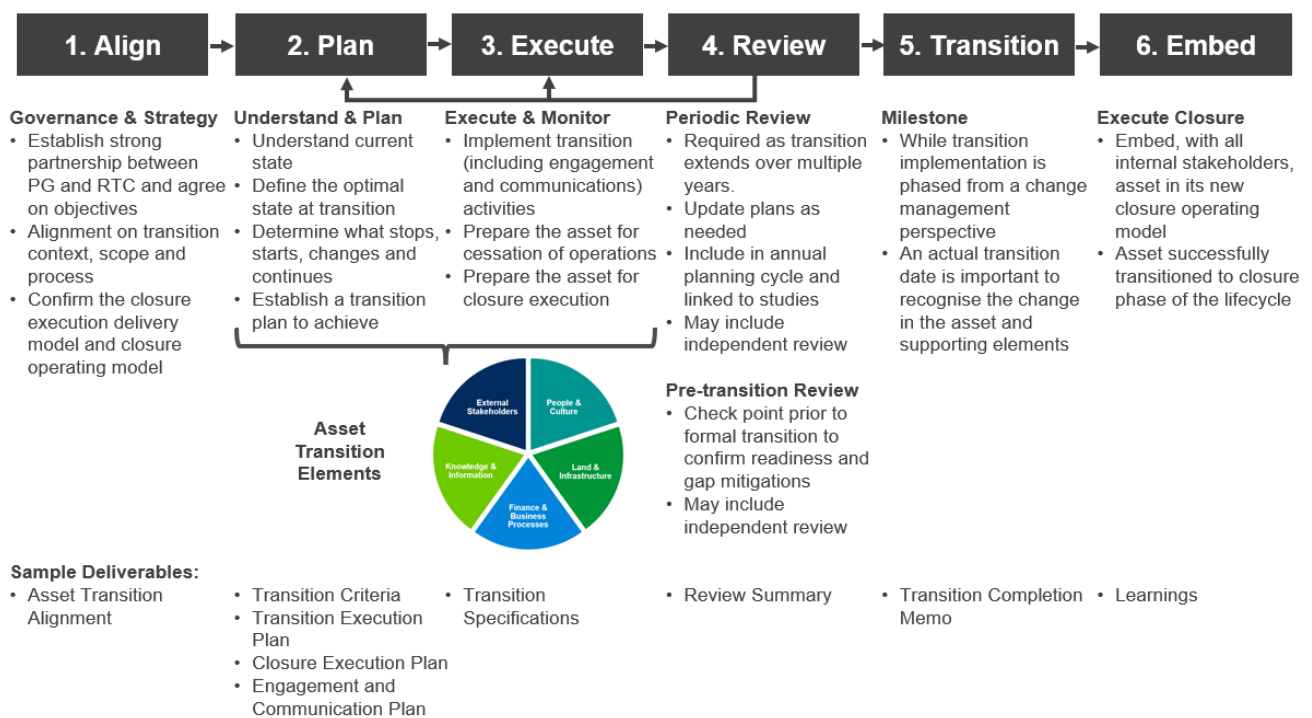 1. Align
2. Plan
3. Execute
4. Review
5. Transition
6. Embed
Governance & Strategy
• Establish strong
partnership between
PG and RTC and agree
on objectives
• Alignment on transition
context, scope and
process
• Confirm the closure
execution delivery
model and closure
operating model
Understand & Plan
• Understand current
state
• Define the optimal
state at transition
• Determine what stops,
starts, changes and
continues
• Establish a transition
plan to achieve
Execute & Monitor
• Implement transition
(including engagement
and communications)
activities
• Prepare the asset for
cessation of operations
• Prepare the asset for
closure execution
Periodic Review
• Required as transition
extends over multiple
years.
• Update plans as
needed
• Include in annual
planning cycle and
linked to studies
• May include
independent review
Pre-transition Review
• Check point prior to
formal transition to
confirm readiness and
gap mitigations
• May include
independent review
Milestone
• While transition
implementation is
phased from a change
management
perspective
• An actual transition
date is important to
recognise the change
in the asset and
supporting elements
Execute Closure
• Embed, with all
internal stakeholders,
asset in its new
closure operating
model
• Asset successfully
transitioned to closure
phase of the lifecycle
Asset
Transition
Elements
External
Stakeholders
People &
Culture
Knowledge &
Information
Land &
Infrastructure
Finance &
Business
Processes
Sample Deliverables:
• Asset Transition
Alignment
• Transition Criteria
• Transition Execution
Plan
• Closure Execution Plan
• Engagement and
Communication Plan
• Transition
Specifications
• Review Summary
• Transition Completion
Memo
• Learnings